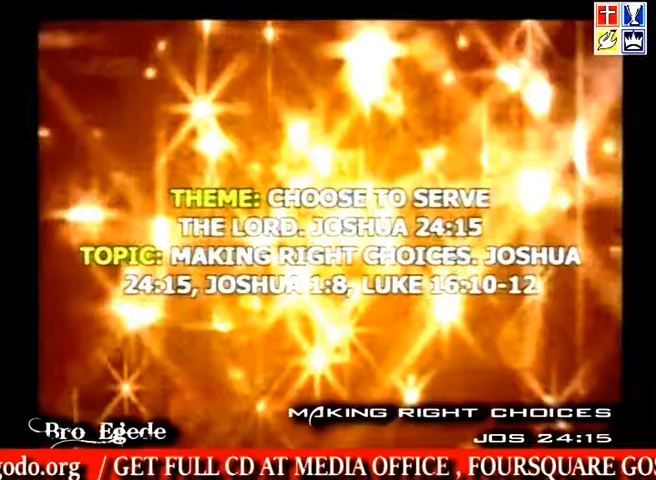 THEME: CHOOSE TO SERVE
THE LORD. JOSHUA 24:15
TOPIC: MAKING RIGHT CHOICES. JOSHUA
24:15, JOSHUA 1:8, LUKE 16:10-12
MAKING RIGHT CHOICES
Bro Egede
JOS 24:15
godo.org / GET FULL CD AT MEDIA OFFICE , FOURSQUARE GOS